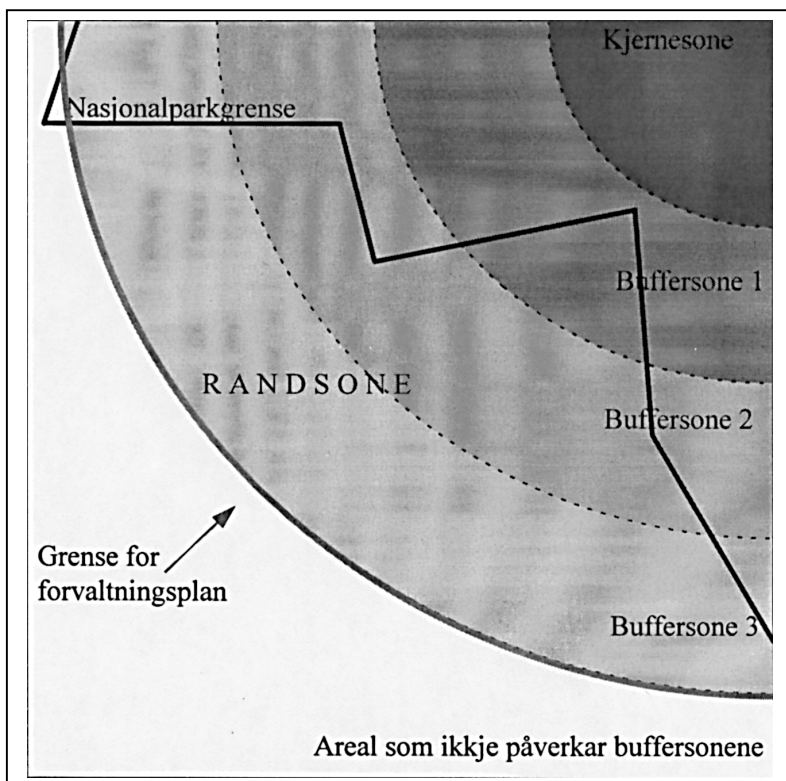 Kjernesone
Nasjonalparkgrense
Buffersone 1
RANDSONE
Buffersone 2
Grense for
forvaltningsplan
Buffersone 3
Areal som ikkje påverkar buffersonene